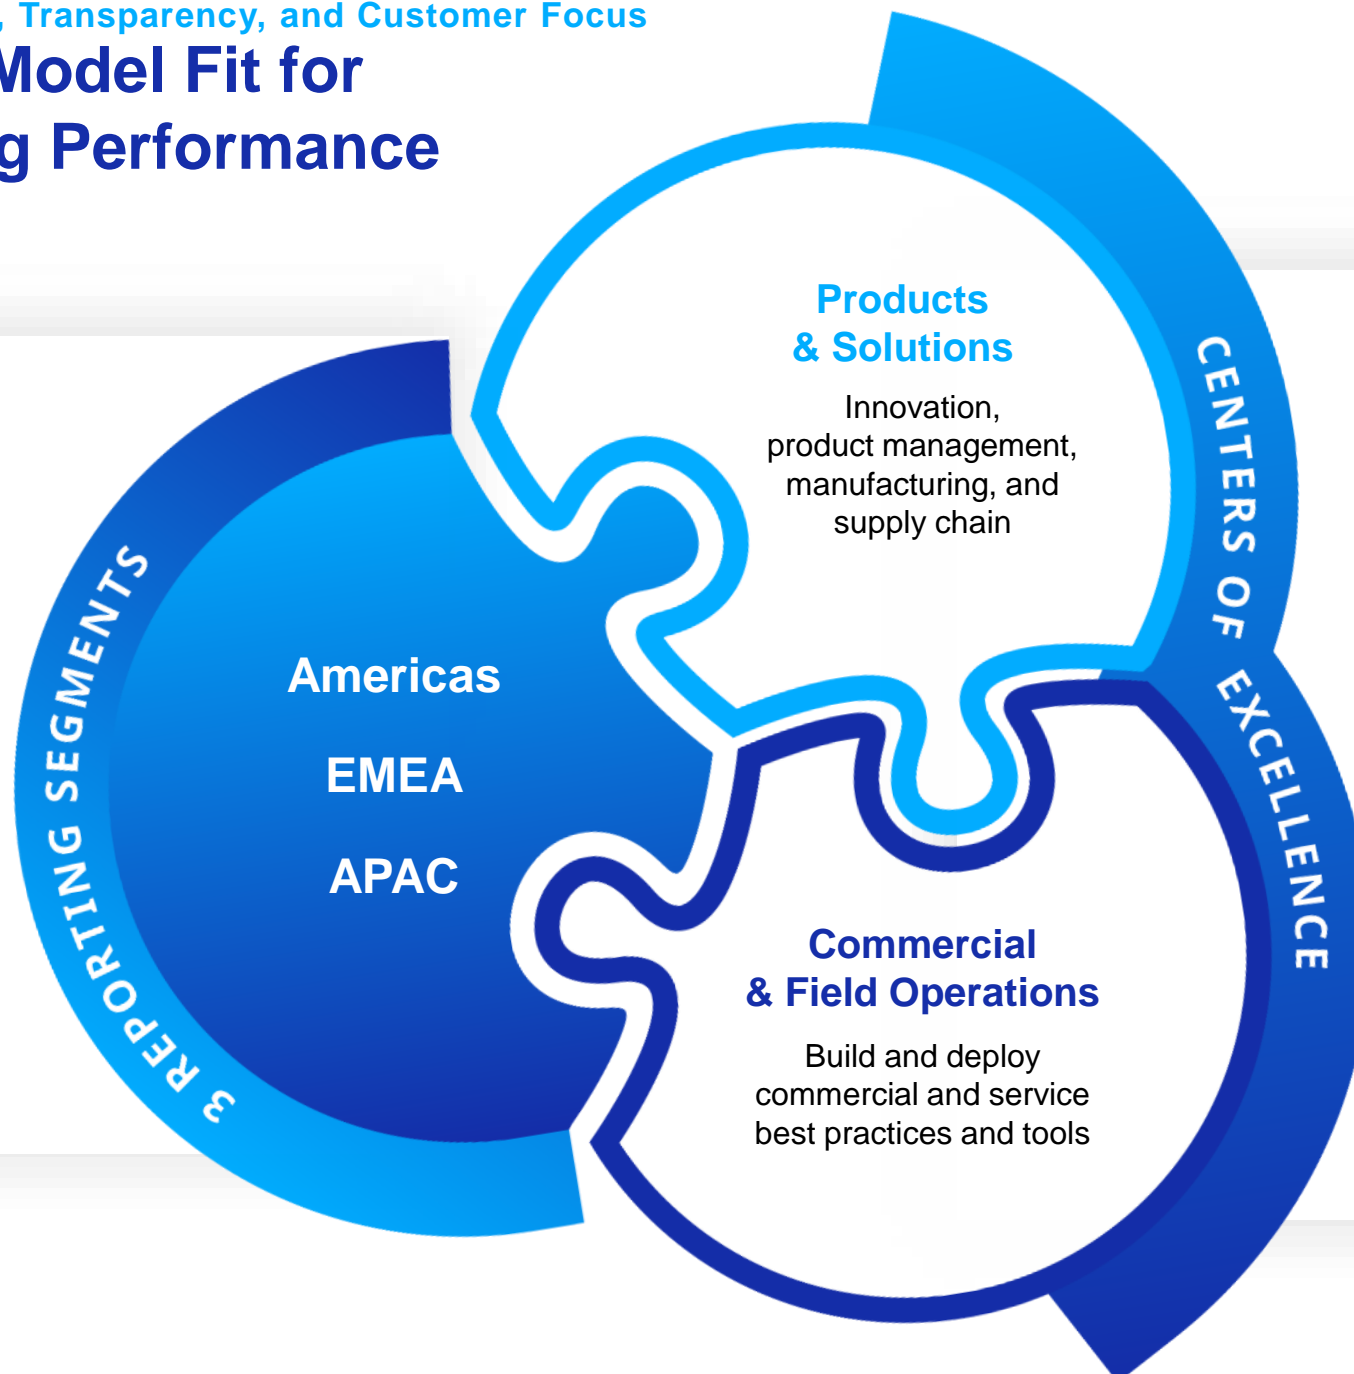 , Transparency, and Customer Focus
Model Fit for
g Performance
Products
& Solutions
Innovation,
product management,
manufacturing, and
supply chain
CENTERS OF EXCELLENCE
3 REPORTING SEGMENTS
Americas
EMEA
APAC
Commercial
& Field Operations
Build and deploy
commercial and service
best practices and tools